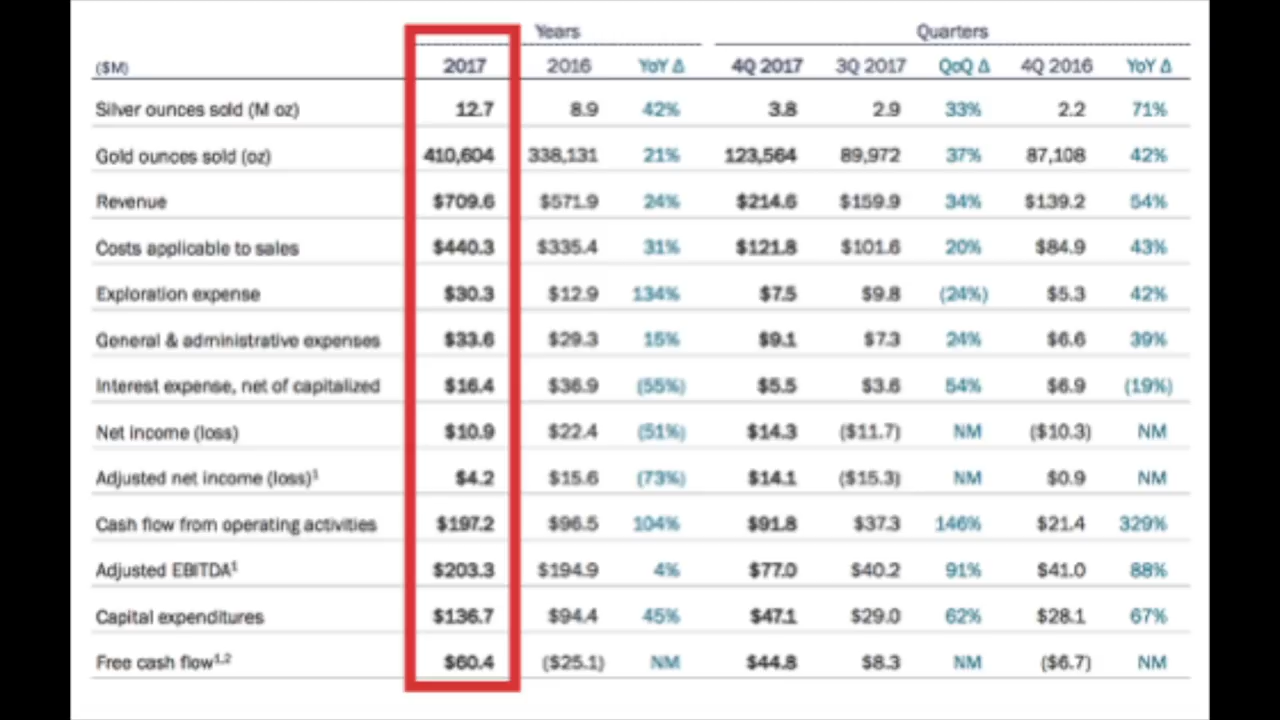 Years Quarters
($M) 2017 2016 YoY Δ 4Q 2017 3Q 2017 QoQ Δ 4Q 2016 YoY Δ
Silver ounces sold (M oz) 12.7 8.9 42% 3.8 2.9 33% 2.2 71%
Gold ounces sold (oz) 410,604 338,131 21% 123,564 89,972 37% 87,108 42%
Revenue $709.6 $571.9 24% $214.6 $159.9 34% $139.2 54%
Costs applicable to sales $440.3 $335.4 31% $121.8 $101.6 20% $84.9 43%
Exploration expense $30.3 $12.9 134% $7.5 $9.8 (24%) $5.3 42%
General & administrative expenses $33.6 $29.3 15% $9.1 $7.3 24% $6.6 39%
Interest expense, net of capitalized $16.4 $36.9 (55%) $5.5 $3.6 54% $6.9 (19%)
Net income (loss) $10.9 $22.4 (51%) $14.3 ($11.7) NM ($10.3) NM
Adjusted net income (loss)¹ $4.2 $15.6 (73%) $14.1 ($15.3) NM $0.9 NM
Cash flow from operating activities $197.2 $96.5 104% $91.8 $37.3 146% $21.4 329%
Adjusted EBITDA¹ $203.3 $194.9 4% $77.0 $40.2 91% $41.0 88%
Capital expenditures $136.7 $94.4 45% $47.1 $29.0 62% $28.1 67%
Free cash flow¹,² $60.4 ($25.1) NM $44.8 $8.3 NM ($6.7) NM